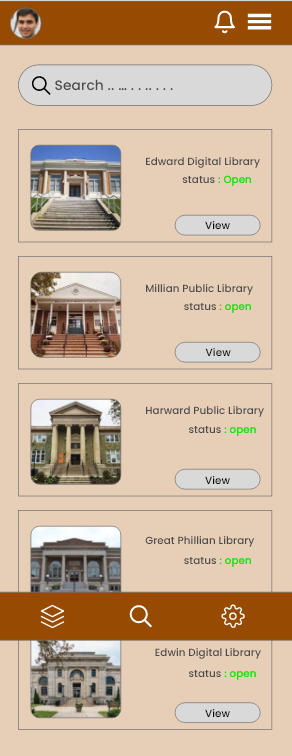 Search .. ... . . .. . . .
Edward Digital Library
status : Open
View
Millian Public Library
status : open
View
Harward Public Library
status : open
View
Great Phillian Library
status : open
Edwin Digital Library
status : open
View